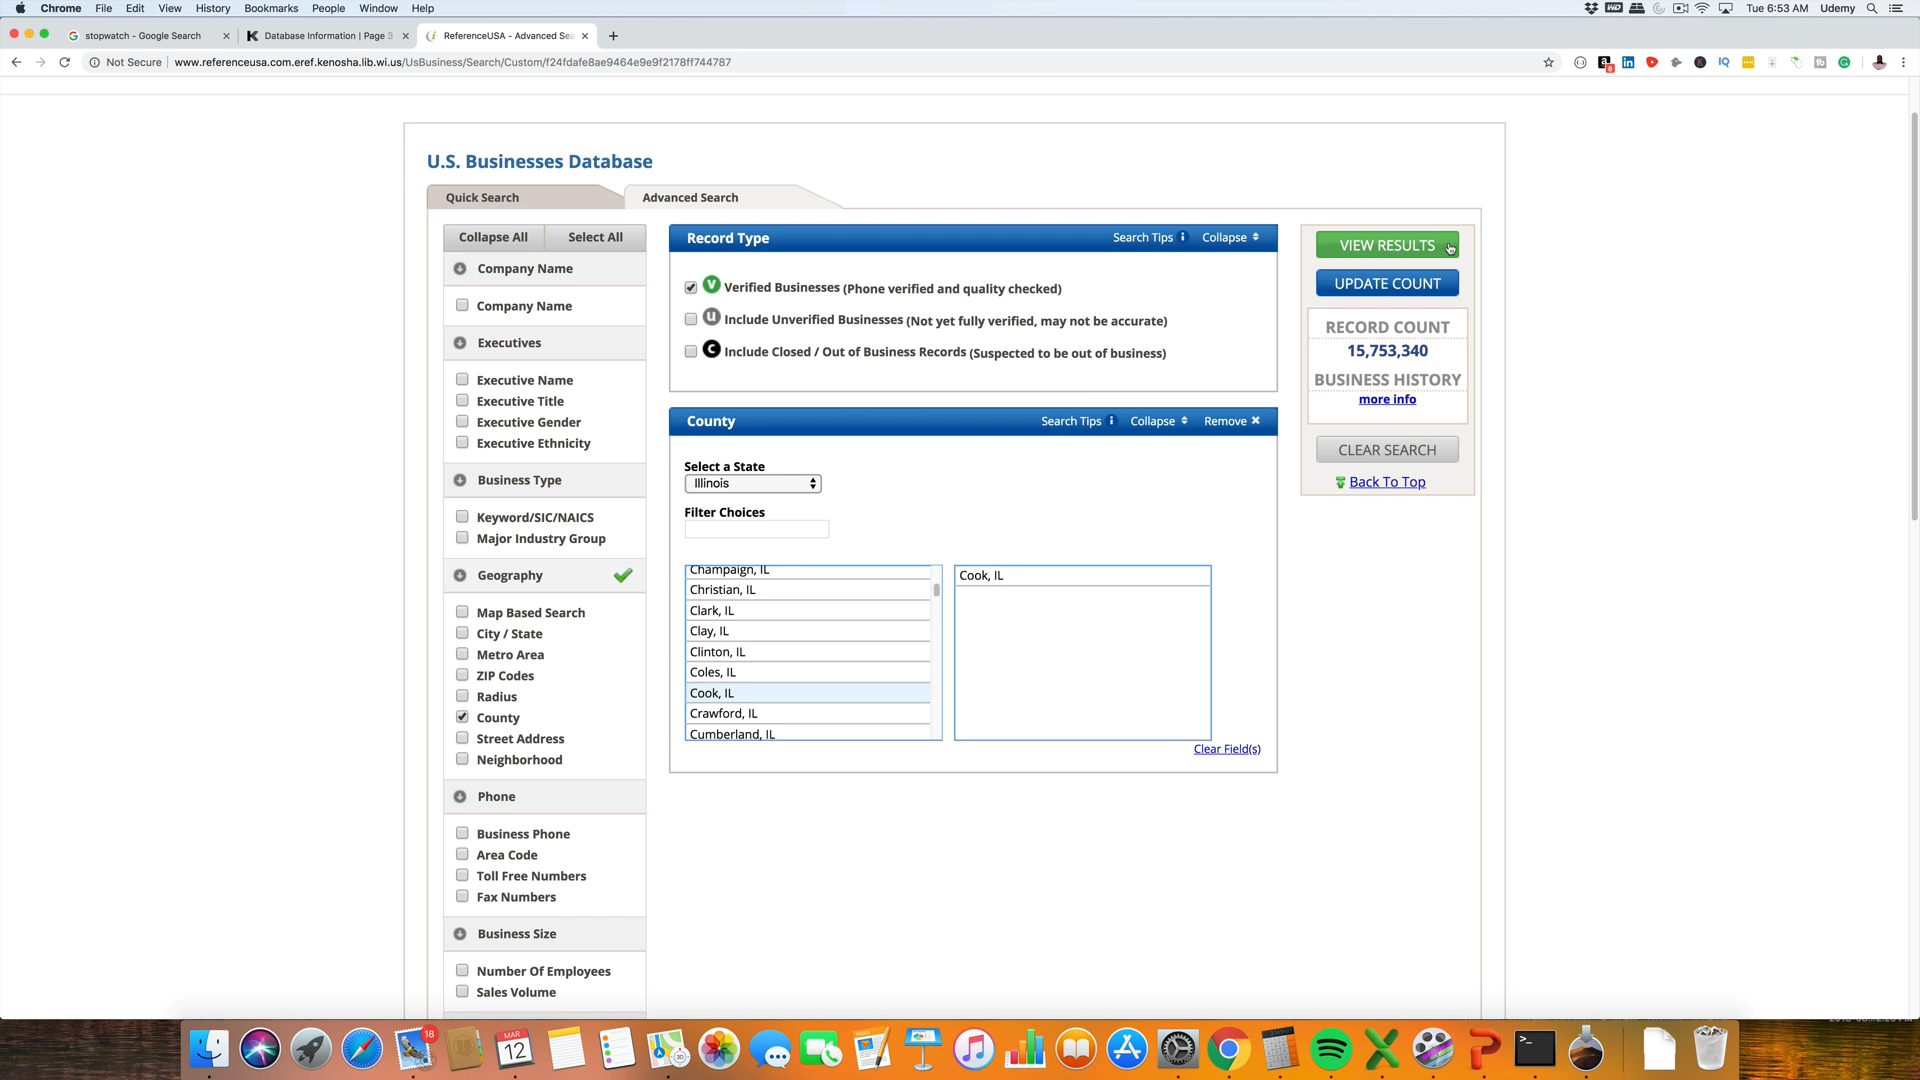 Chrome File Edit View History Bookmarks People Window Help
Tue 6:53 AM Udemy
stopwatch - Google Search
Database Information | Page 3
ReferenceUSA - Advanced Sea
Not Secure | www.referenceusa.com.eref.kenosha.lib.wi.us/UsBusiness/Search/Custom/f24fdafe8ae9464e9e9f2178ff744787
U.S. Businesses Database
Quick Search
Advanced Search
Collapse All
Select All
Company Name
Company Name
Executives
Executive Name
Executive Title
Executive Gender
Executive Ethnicity
Business Type
Keyword/SIC/NAICS
Major Industry Group
Geography
Map Based Search
City / State
Metro Area
ZIP Codes
Radius
County
Street Address
Neighborhood
Phone
Business Phone
Area Code
Toll Free Numbers
Fax Numbers
Business Size
Number Of Employees
Sales Volume
Record Type
Search Tips i Collapse
V Verified Businesses (Phone verified and quality checked)
U Include Unverified Businesses (Not yet fully verified, may not be accurate)
C Include Closed / Out of Business Records (Suspected to be out of business)
County
Search Tips i Collapse Remove
Select a State
Illinois
Filter Choices
Champaign, IL
Christian, IL
Clark, IL
Clay, IL
Clinton, IL
Coles, IL
Cook, IL
Crawford, IL
Cumberland, IL
Cook, IL
Clear Field(s)
VIEW RESULTS
UPDATE COUNT
RECORD COUNT
15,753,340
BUSINESS HISTORY
more info
CLEAR SEARCH
Back To Top
18
MAR
12
3D